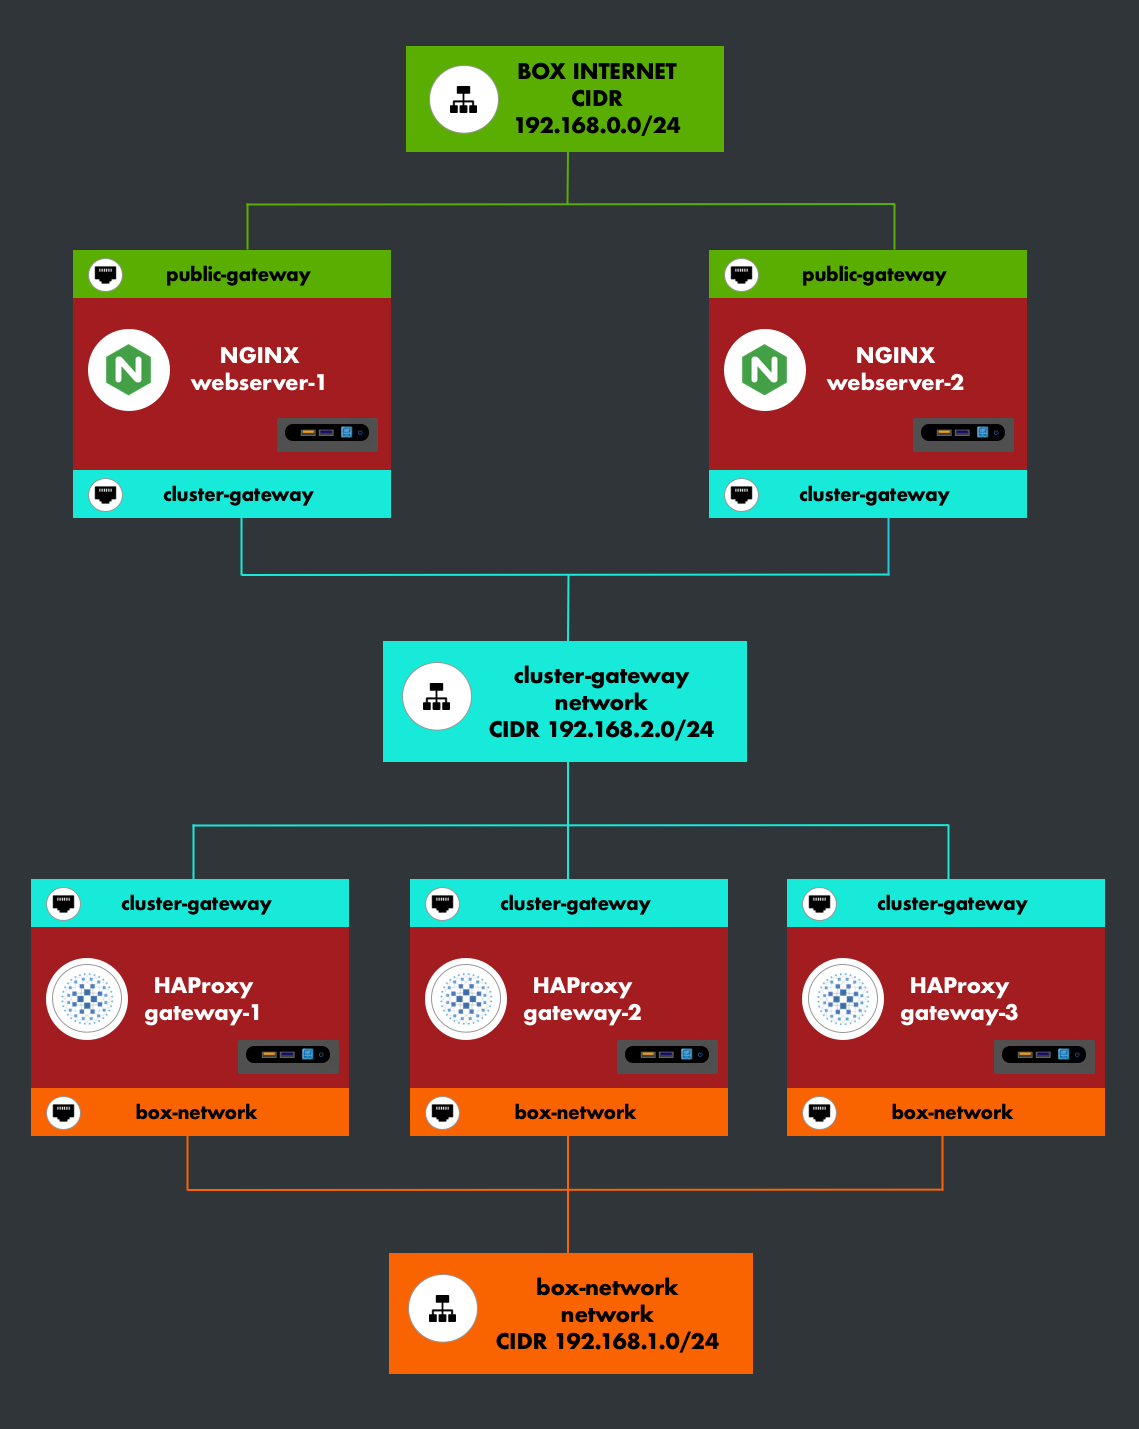 BOX INTERNET
CIDR
192.168.0.0/24
public-gateway
public-gateway
NGINX
webserver-1
NGINX
webserver-2
cluster-gateway
cluster-gateway
cluster-gateway
network
CIDR 192.168.2.0/24
cluster-gateway
cluster-gateway
cluster-gateway
HAProxy
gateway-1
HAProxy
gateway-2
HAProxy
gateway-3
box-network
box-network
box-network
box-network
network
CIDR 192.168.1.0/24